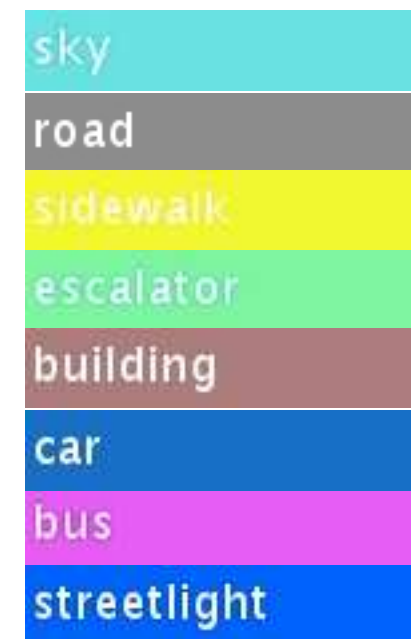 sky
road
sidewalk
escalator
building
car
bus
streetlight